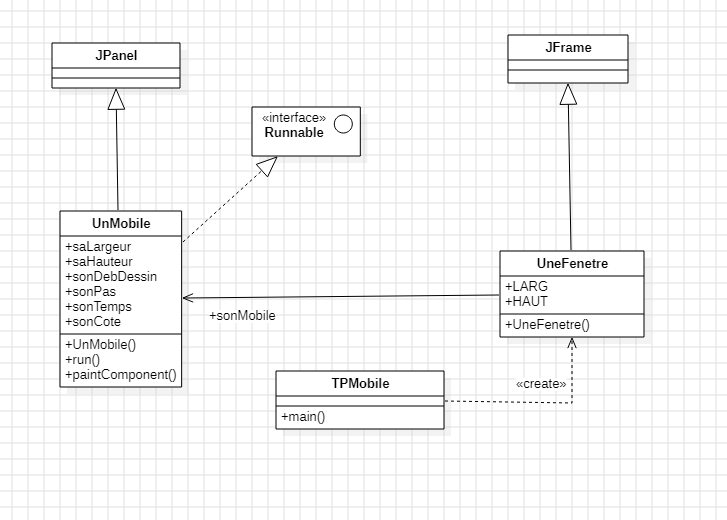 JPanel
JFrame
«interface»
Runnable
UnMobile
+saLargeur
+saHauteur
+sonDebDessin
+sonPas
+sonTemps
+sonCote
+UnMobile()
+run()
+paintComponent()
+sonMobile
UneFenetre
+LARG
+HAUT
+UneFenetre()
TPMobile
+main()
«create»